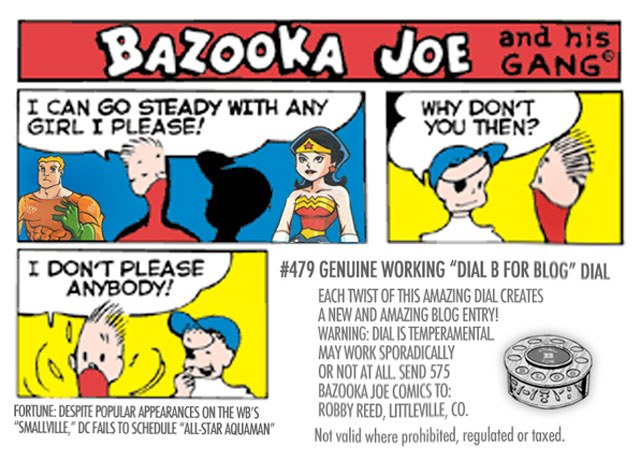 BAZOOKA JOE and his
GANG®
I CAN GO STEADY WITH ANY
GIRL I PLEASE!
WHY DON'T
YOU THEN?
I DON'T PLEASE
ANYBODY!
FORTUNE: DESPITE POPULAR APPEARANCES ON THE WB'S
"SMALLVILLE," DC FAILS TO SCHEDULE "ALL-STAR AQUAMAN"
#479 GENUINE WORKING "DIAL B FOR BLOG" DIAL
EACH TWIST OF THIS AMAZING DIAL CREATES
A NEW AND AMAZING BLOG ENTRY!
WARNING: DIAL IS TEMPERAMENTAL.
MAY WORK SPORADICALLY
OR NOT AT ALL. SEND 575
BAZOOKA JOE COMICS TO:
ROBBY REED, LITTLEVILLE, CO.
Not valid where prohibited, regulated or taxed.
B